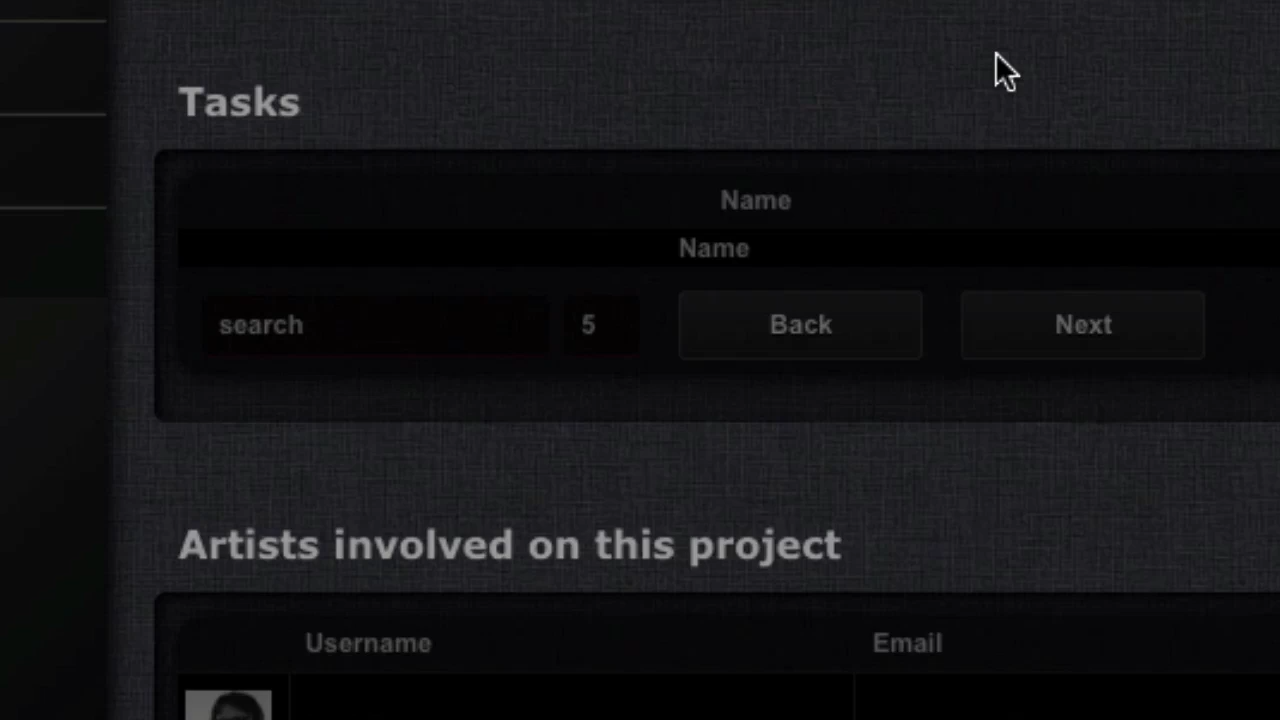 Tasks
Name
Name
search 5 Back Next
Artists involved on this project
Username Email